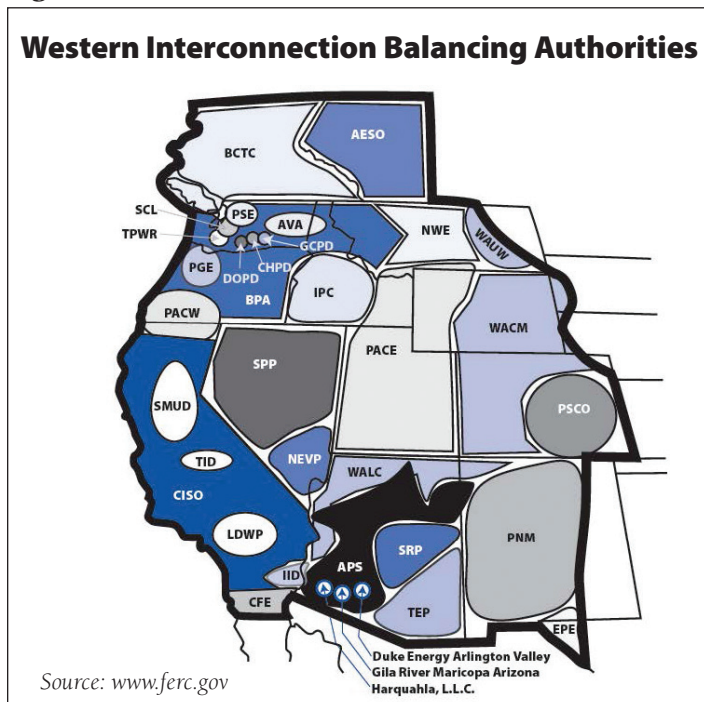 Western Interconnection Balancing Authorities
BCTC
AESO
SCL
PSE
AVA
NWE
WAUW
TPWR
GCPD
CHPD
DOPD
PGE
BPA
IPC
PACW
PACE
WACM
SPP
SMUD
PSCO
NEVP
TID
WALC
CISO
LDWP
SRP
PNM
APS
IID
CFE
TEP
EPE
Duke Energy Arlington Valley
Gila River Maricopa Arizona
Harquahla, L.L.C.
Source: www.ferc.gov